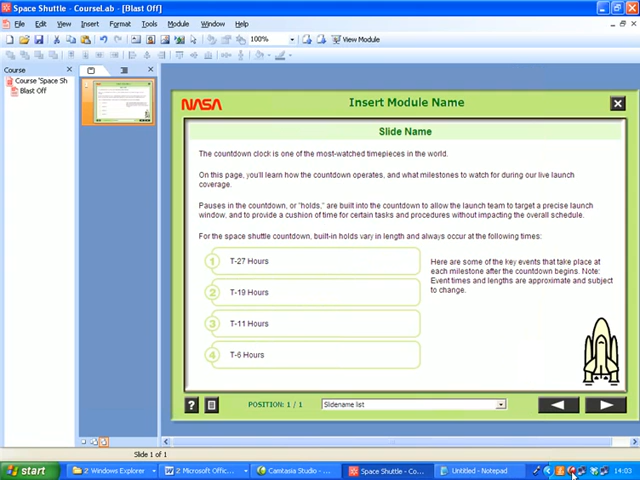 Space Shuttle - CourseLab - [Blast Off]
File Edit View Insert Format Tools Module Window Help
100% View Module
Course
Course 'Space Sh
Blast Off
NASA
Insert Module Name
Slide Name
The countdown clock is one of the most-watched timepieces in the world.
On this page, you'll learn how the countdown operates, and what milestones to watch for during our live launch
coverage.
Pauses in the countdown, or "holds," are built into the countdown to allow the launch team to target a precise launch
window, and to provide a cushion of time for certain tasks and procedures without impacting the overall schedule.
For the space shuttle countdown, built-in holds vary in length and always occur at the following times:
1 T-27 Hours
2 T-19 Hours
3 T-11 Hours
4 T-6 Hours
Here are some of the key events that take place at
each milestone after the countdown begins. Note:
Event times and lengths are approximate and subject
to change.
? POSITION: 1 / 1 Slidename list
Slide 1 of 1
start 2 Windows Explorer 2 Microsoft Offic... Camtasia Studio - ... Space Shuttle - Co... Untitled - Notepad 14:03